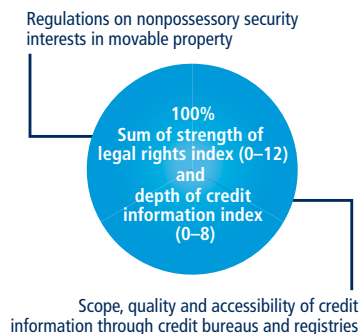 Regulations on nonpossessory security
interests in movable property
100%
Sum of strength of
legal rights index (0–12)
and
depth of credit
information index
(0–8)
Scope, quality and accessibility of credit
information through credit bureaus and registries